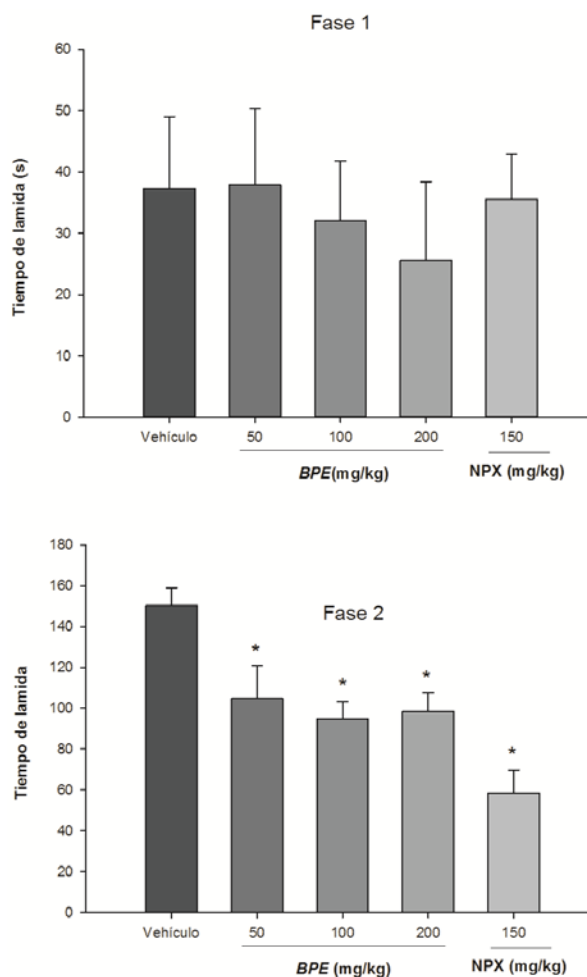 Fase 1
Tiempo de lamida (s)
60
50
40
30
20
10
0
Vehículo 50 100 200 150
BPE(mg/kg) NPX (mg/kg)
Fase 2
Tiempo de lamida
180
160
140
120
100
80
60
40
20
0
* * * *
Vehículo 50 100 200 150
BPE (mg/kg) NPX (mg/kg)